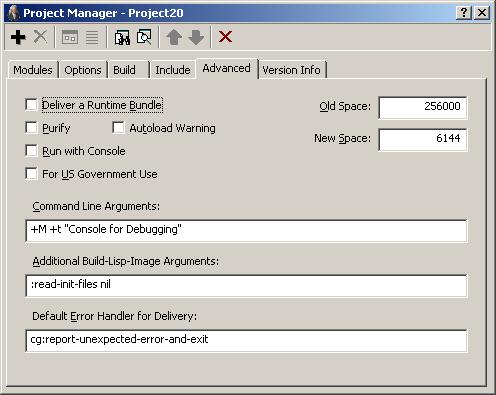 Project Manager - Project20
Modules Options Build Include Advanced Version Info
Deliver a Runtime Bundle
Old Space: 256000
Purify Autoload Warning
New Space: 6144
Run with Console
For US Government Use
Command Line Arguments:
+M +t "Console for Debugging"
Additional Build-Lisp-Image Arguments:
:read-init-files nil
Default Error Handler for Delivery:
cg:report-unexpected-error-and-exit